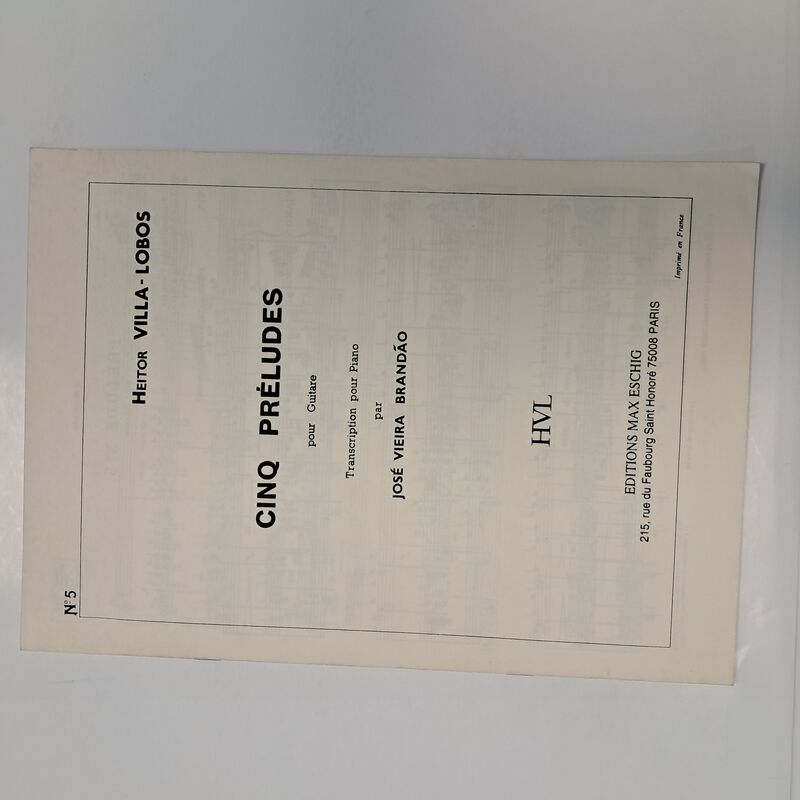 N° 5
HEITOR VILLA-LOBOS
CINQ PRÉLUDES
pour Guitare
Transcription pour Piano
par
JOSÉ VIEIRA BRANDÃO
HVL
EDITIONS MAX ESCHIG
215, rue du Faubourg Saint Honoré 75008 PARIS
Imprimé en France